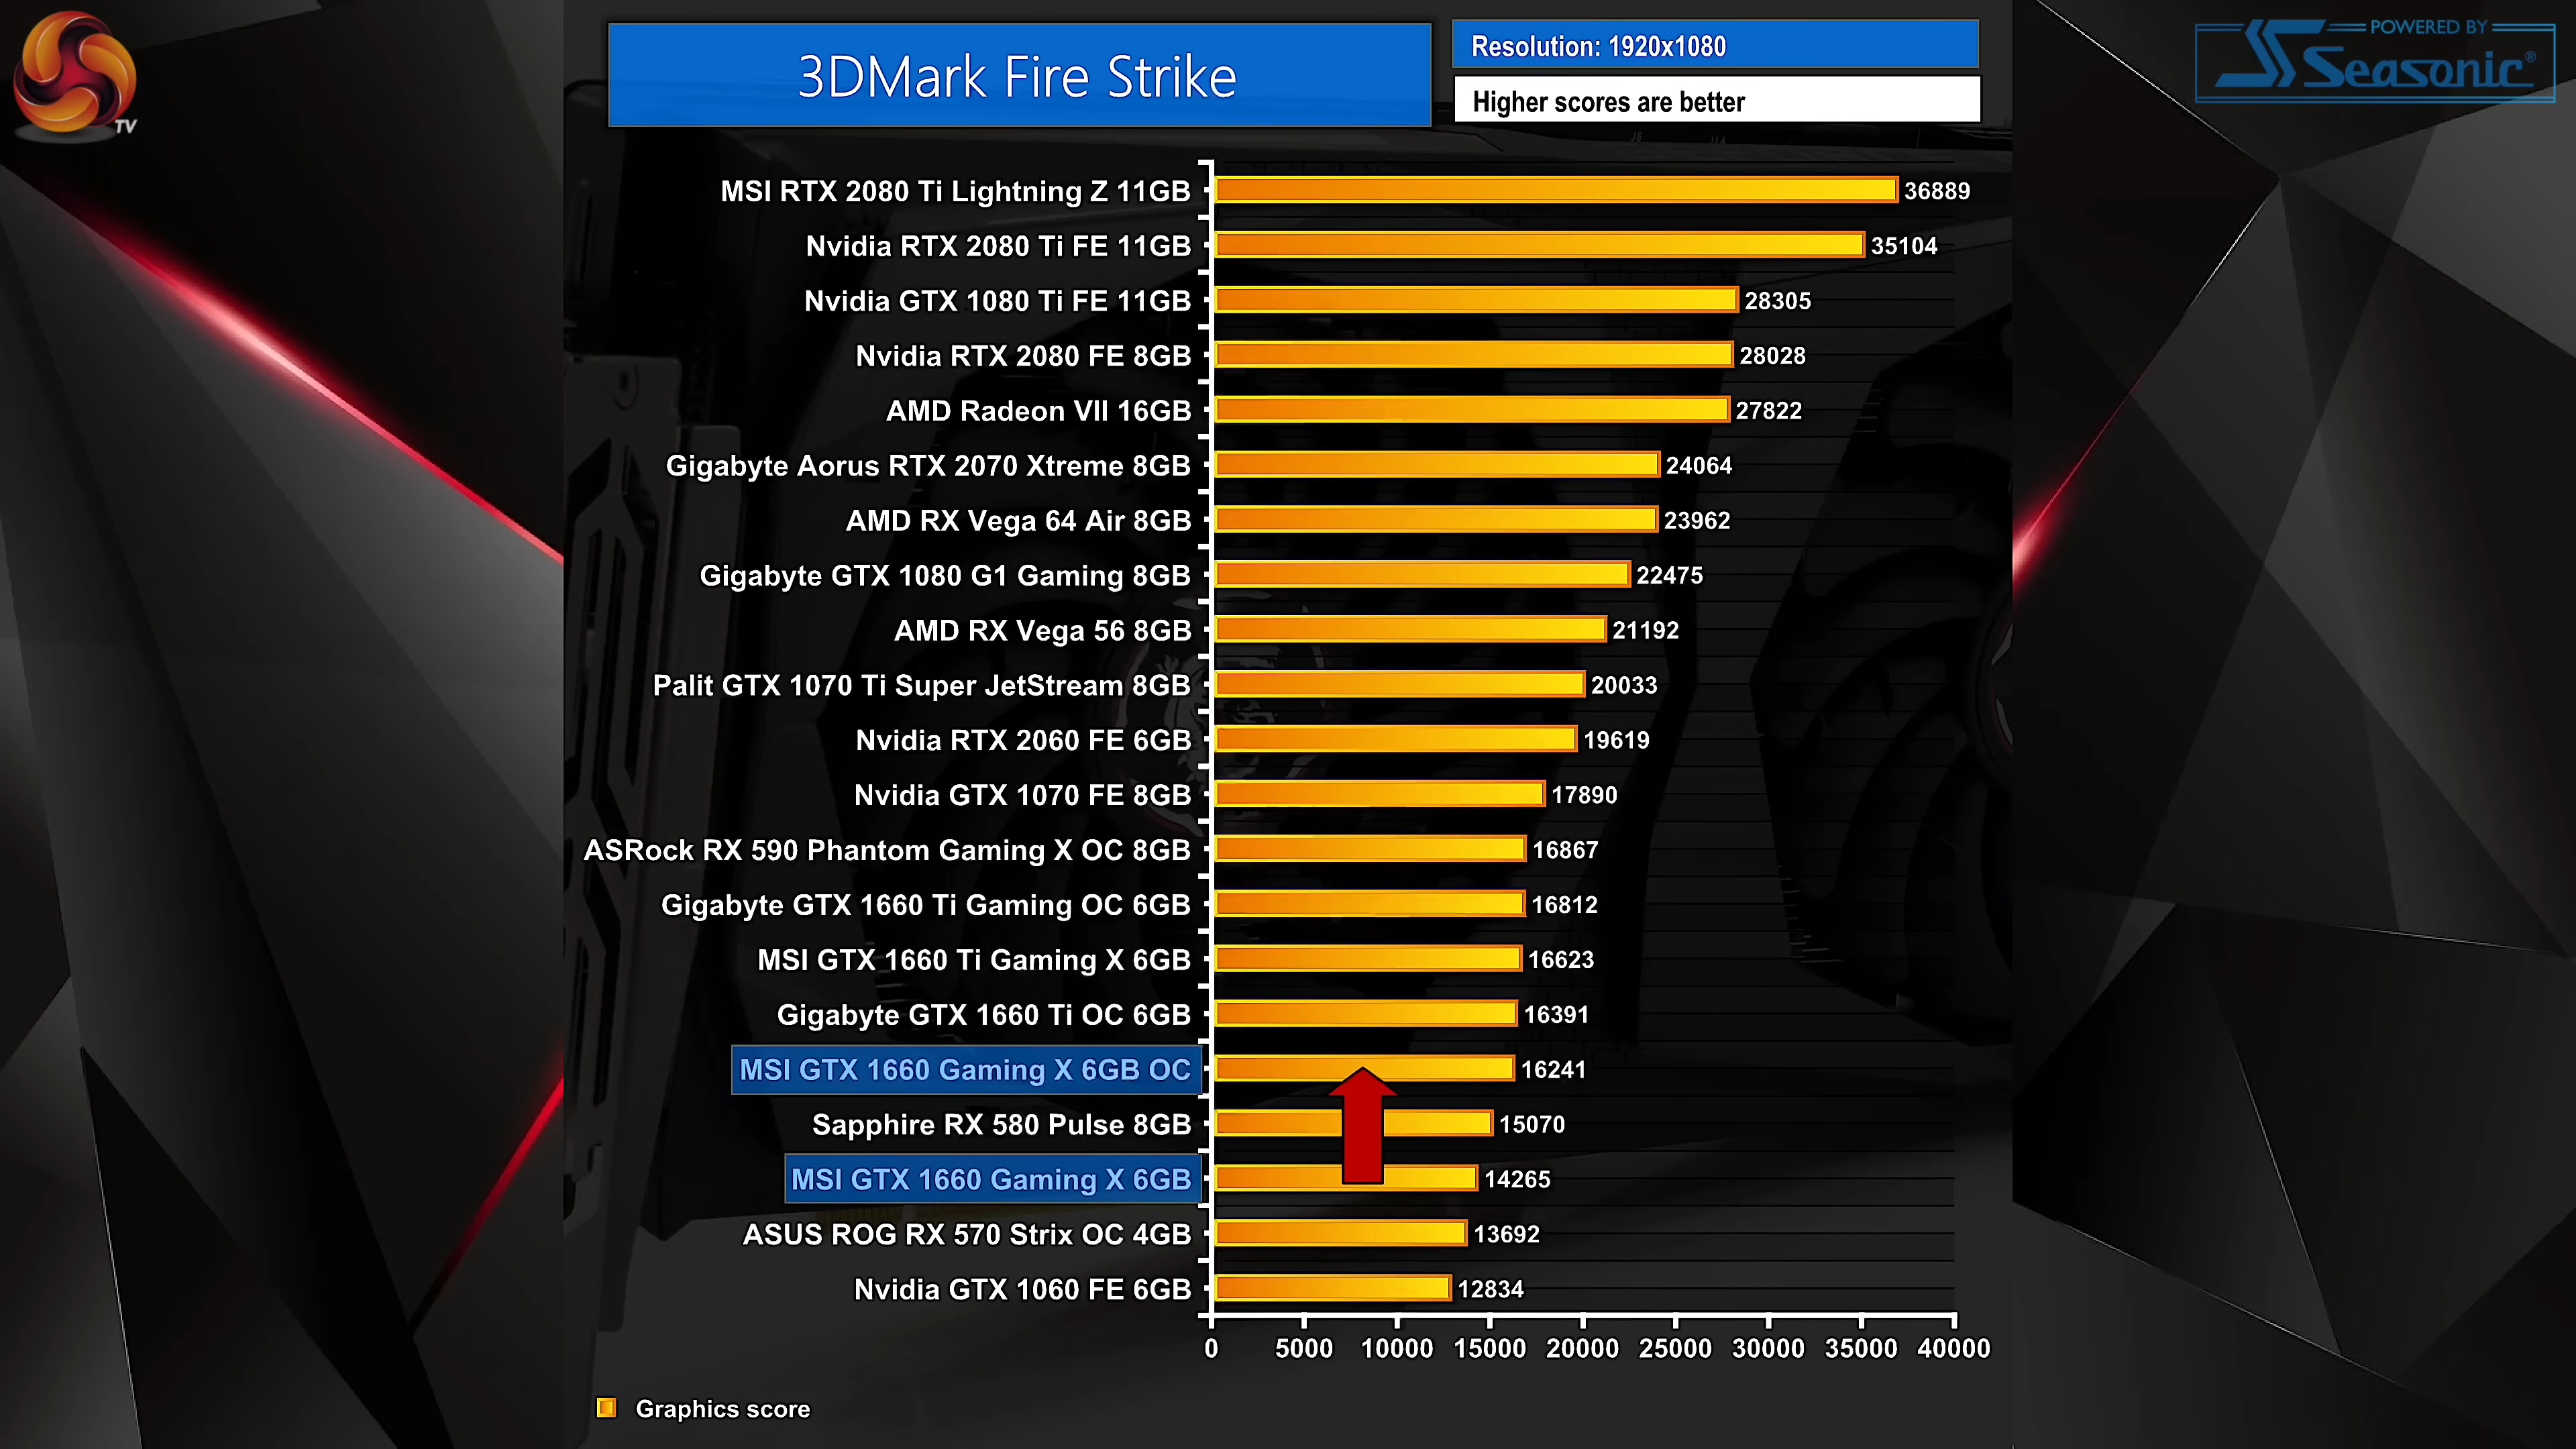 TV
3DMark Fire Strike
Resolution: 1920x1080
Higher scores are better
POWERED BY
Seasonic®
MSI RTX 2080 Ti Lightning Z 11GB 36889
Nvidia RTX 2080 Ti FE 11GB 35104
Nvidia GTX 1080 Ti FE 11GB 28305
Nvidia RTX 2080 FE 8GB 28028
AMD Radeon VII 16GB 27822
Gigabyte Aorus RTX 2070 Xtreme 8GB 24064
AMD RX Vega 64 Air 8GB 23962
Gigabyte GTX 1080 G1 Gaming 8GB 22475
AMD RX Vega 56 8GB 21192
Palit GTX 1070 Ti Super JetStream 8GB 20033
Nvidia RTX 2060 FE 6GB 19619
Nvidia GTX 1070 FE 8GB 17890
ASRock RX 590 Phantom Gaming X OC 8GB 16867
Gigabyte GTX 1660 Ti Gaming OC 6GB 16812
MSI GTX 1660 Ti Gaming X 6GB 16623
Gigabyte GTX 1660 Ti OC 6GB 16391
MSI GTX 1660 Gaming X 6GB OC 16241
Sapphire RX 580 Pulse 8GB 15070
MSI GTX 1660 Gaming X 6GB 14265
ASUS ROG RX 570 Strix OC 4GB 13692
Nvidia GTX 1060 FE 6GB 12834
0 5000 10000 15000 20000 25000 30000 35000 40000
Graphics score